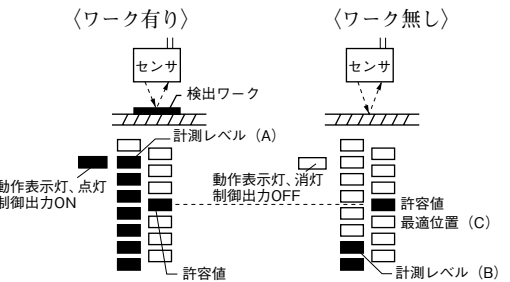 〈ワーク有り〉
〈ワーク無し〉
センサ
センサ
検出ワーク
計測レベル（A）
動作表示灯、点灯
制御出力ON
動作表示灯、消灯
制御出力OFF
許容値
最適位置（C）
許容値
計測レベル（B）